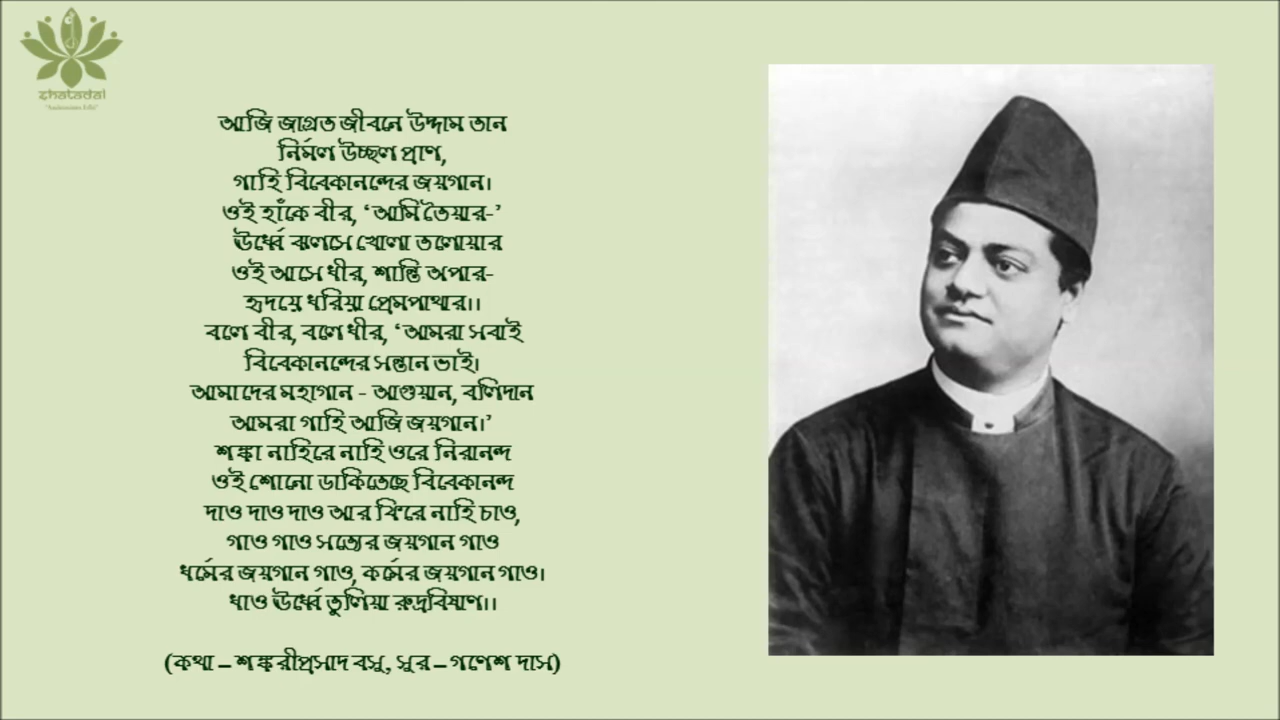 shatadal
আজি জাগ্রত জীবনে উদ্দাম তান
নির্মল উচ্ছল প্রাণ,
গাহি বিবেকানন্দের জয়গান।
ওই হাঁকে বীর, ‘আমি তৈয়ার-’
ঊর্ধ্বে ঝলসে খোলা তলোয়ার
ওই আসে ধীর, শান্তি অপার-
হৃদয়ে ধরিয়া প্রেমপাথার।।
বলে বীর, বলে ধীর, ‘আমরা সবাই
বিবেকানন্দের সন্তান ভাই।
আমাদের মহাগান - আগুয়ান, বলিদান
আমরা গাহি আজি জয়গান।’
শঙ্কা নাহিরে নাহি ওরে নিরানন্দ
ওই শোনো ডাকিতেছে বিবেকানন্দ
দাও দাও দাও আর ফিরে নাহি চাও,
গাও গাও সত্যের জয়গান গাও
ধর্মের জয়গান গাও, কর্মের জয়গান গাও।
ধাও ঊর্ধ্বে তুলিয়া রুদ্রবিষাণ।।
(কথা – শঙ্করীপ্রসাদ বসু, সুর – গণেশ দাস)